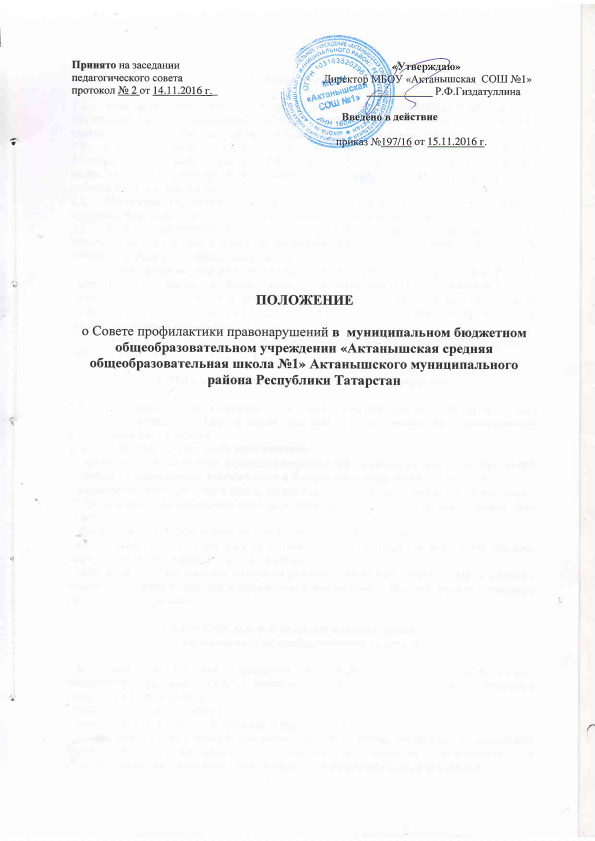 Принято на заседании
педагогического совета
протокол № 2 от 14.11.2016 г.
«Утверждаю»
Директор МБОУ «Актанышская СОШ №1»
Р.Ф.Гиздатуллина
Введено в действие
приказ №197/16 от 15.11.2016 г.
«Актанышская
СОШ №1»
ПОЛОЖЕНИЕ
о Совете профилактики правонарушений в муниципальном бюджетном
общеобразовательном учреждении «Актанышская средняя
общеобразовательная школа №1» Актанышского муниципального
района Республики Татарстан